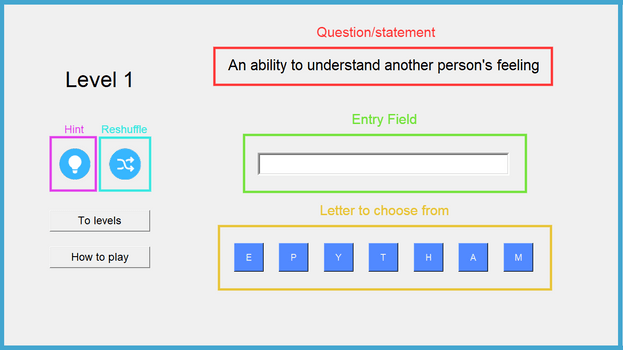 Question/statement
An ability to understand another person's feeling
Level 1
Hint Reshuffle
Entry Field
To levels
Letter to choose from
How to play
E P Y T H A M